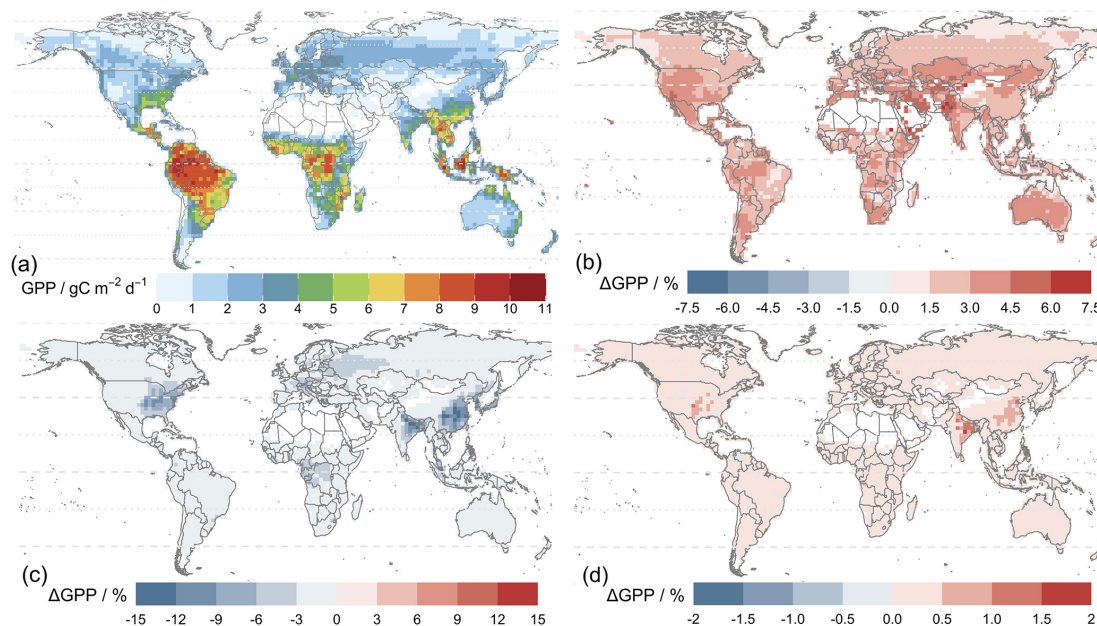 (a)
GPP / gC m⁻² d⁻¹
0 1 2 3 4 5 6 7 8 9 10 11
(b)
ΔGPP / %
-7.5 -6.0 -4.5 -3.0 -1.5 0.0 1.5 3.0 4.5 6.0 7.5
(c)
ΔGPP / %
-15 -12 -9 -6 -3 0 3 6 9 12 15
(d)
ΔGPP / %
-2 -1.5 -1.0 -0.5 0.0 0.5 1.0 1.5 2